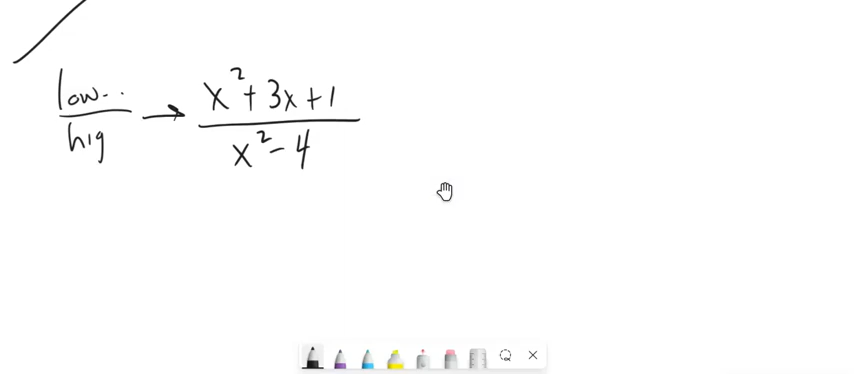 low..
hig
→ x² + 3x + 1
x² - 4